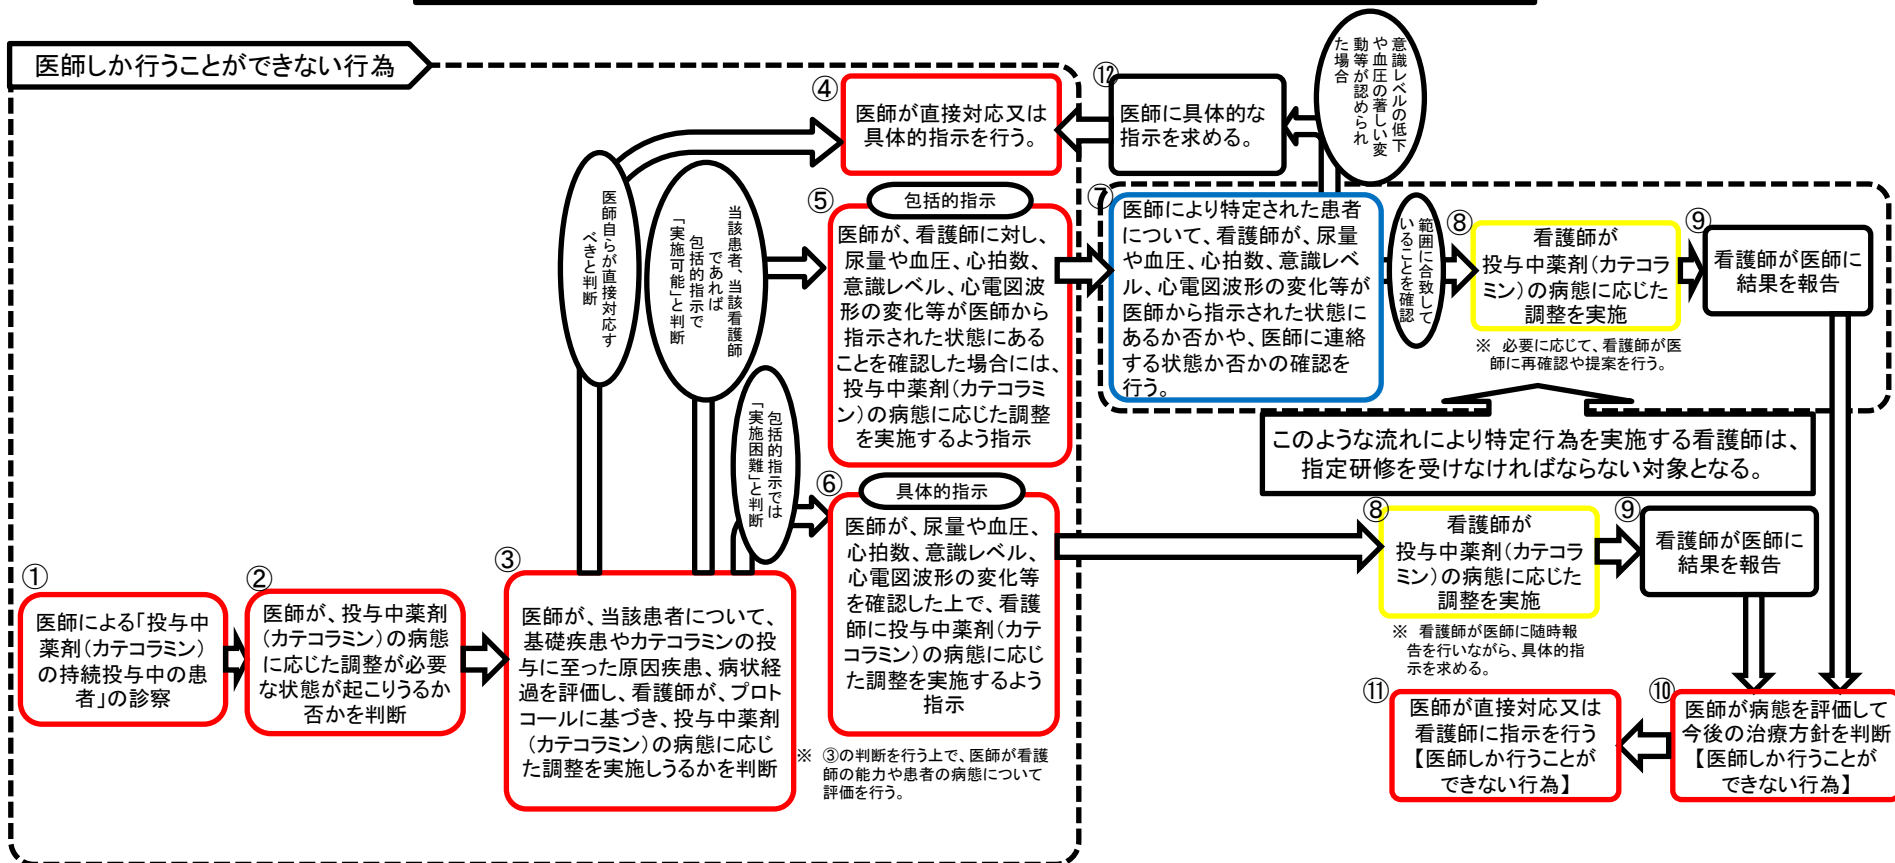 医師しか行うことができない行為
①
医師による「投与中
薬剤(カテコラミン)
の持続投与中の患
者」の診察
②
医師が、投与中薬剤
(カテコラミン)の病態
に応じた調整が必要
な状態が起こりうるか
否かを判断
③
医師が、当該患者について、
基礎疾患やカテコラミンの投
与に至った原因疾患、病状経
過を評価し、看護師が、プロト
コールに基づき、投与中薬剤
(カテコラミン)の病態に応じ
た調整を実施しうるかを判断
※ ③の判断を行う上で、医師が看護
師の能力や患者の病態について
評価を行う。
医師自らが直接対応す
べきと判断
当該患者、当該看護師
であれば
包括的指示で
「実施可能」と判断
包括的指示では
「実施困難」と判断
④
医師が直接対応又は
具体的指示を行う。
⑤
包括的指示
医師が、看護師に対し、
尿量や血圧、心拍数、
意識レベル、心電図波
形の変化等が医師から
指示された状態にある
ことを確認した場合には、
投与中薬剤(カテコラミ
ン)の病態に応じた調整
を実施するよう指示
⑥
具体的指示
医師が、尿量や血圧、
心拍数、意識レベル、
心電図波形の変化等
を確認した上で、看護
師に投与中薬剤(カテ
コラミン)の病態に応じ
た調整を実施するよう
指示
⑫
医師に具体的な
指示を求める。
意識レベルの低下
や血圧の著しい変
動等が認められ
た場合
⑦
医師により特定された患者
について、看護師が、尿量
や血圧、心拍数、意識レベ
ル、心電図波形の変化等が
医師から指示された状態に
あるか否かや、医師に連絡
する状態か否かの確認を
行う。
範囲に合致して
いることを確認
⑧
看護師が
投与中薬剤(カテコラ
ミン)の病態に応じた
調整を実施
※ 必要に応じて、看護師が医
師に再確認や提案を行う。
⑨
看護師が医師に
結果を報告
このような流れにより特定行為を実施する看護師は、
指定研修を受けなければならない対象となる。
⑧
看護師が
投与中薬剤(カテコラ
ミン)の病態に応じた
調整を実施
※ 看護師が医師に随時報
告を行いながら、具体的指
示を求める。
⑨
看護師が医師に
結果を報告
⑩
医師が病態を評価して
今後の治療方針を判断
【医師しか行うことが
できない行為】
⑪
医師が直接対応又は
看護師に指示を行う
【医師しか行うことが
できない行為】